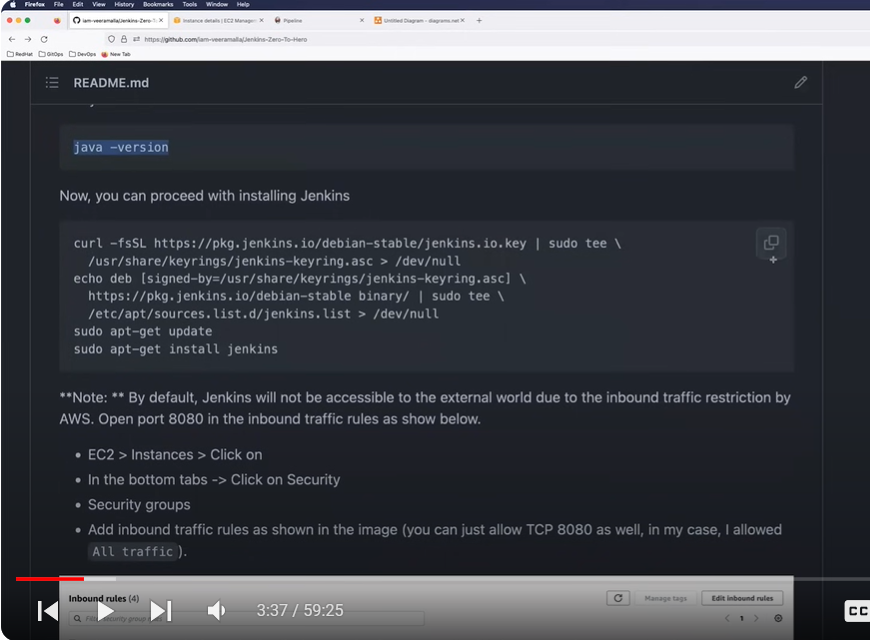 Firefox File Edit View History Bookmarks Tools Window Help
iam-veeramalla/Jenkins-Zero-To
Instance details | EC2 Manage
Pipeline
Untitled Diagram - diagrams.net
https://github.com/iam-veeramalla/Jenkins-Zero-To-Hero
RedHat GitOps DevOps New Tab
README.md
java -version
Now, you can proceed with installing Jenkins
curl -fsSL https://pkg.jenkins.io/debian-stable/jenkins.io.key | sudo tee \
/usr/share/keyrings/jenkins-keyring.asc > /dev/null
echo deb [signed-by=/usr/share/keyrings/jenkins-keyring.asc] \
https://pkg.jenkins.io/debian-stable binary/ | sudo tee \
/etc/apt/sources.list.d/jenkins.list > /dev/null
sudo apt-get update
sudo apt-get install jenkins
**Note: ** By default, Jenkins will not be accessible to the external world due to the inbound traffic restriction by
AWS. Open port 8080 in the inbound traffic rules as show below.
• EC2 > Instances > Click on
• In the bottom tabs -> Click on Security
• Security groups
• Add inbound traffic rules as shown in the image (you can just allow TCP 8080 as well, in my case, I allowed
All traffic ).
Inbound rules (4)
Manage tags
Edit inbound rules
security group
1
3:37 / 59:25
CC